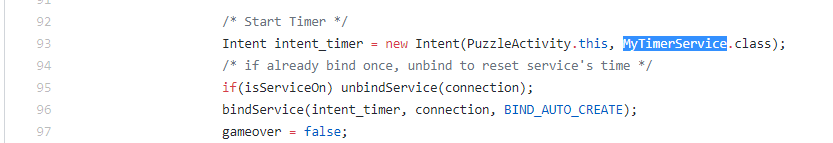 92 /* Start Timer */
93 Intent intent_timer = new Intent(PuzzleActivity.this, MyTimerService.class);
94 /* if already bind once, unbind to reset service's time */
95 if(isServiceOn) unbindService(connection);
96 bindService(intent_timer, connection, BIND_AUTO_CREATE);
97 gameover = false;